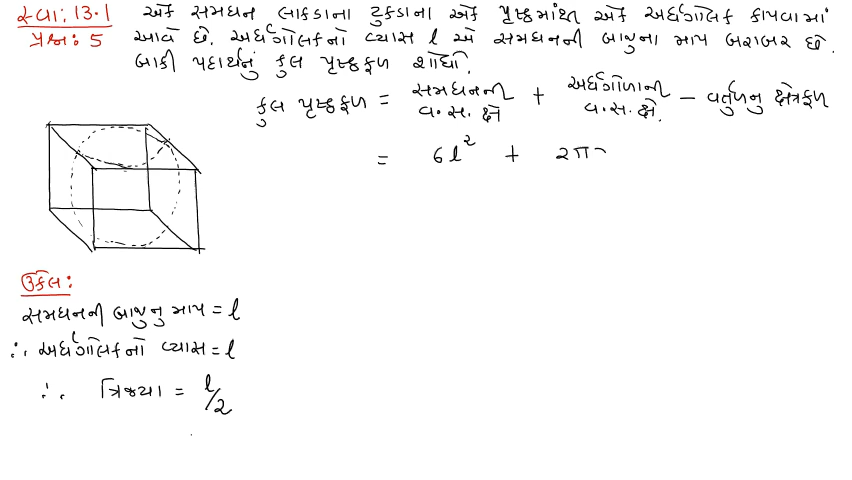 સ્વા: 13.1
પ્રશ્ન: 5
એક સમઘન લાકડાના ટુકડાના એક પૃષ્ઠમાંથી એક અર્ધગોલક કાપવામાં
આવે છે. અર્ધગોલકનો વ્યાસ l એ સમઘનની બાજુના માપ બરાબર છે.
બાકી પદાર્થનું કુલ પૃષ્ઠફળ શોધો.
કુલ પૃષ્ઠફળ = સમઘનની વ.સ.ક્ષે + અર્ધગોળાની વ.સ.ક્ષે. − વર્તુળનુ ક્ષેત્રફળ
= 6l² + 2π
ઉકેલ:
સમઘનની બાજુનુ માપ = l
∴ અર્ધગોલકનો વ્યાસ = l
∴ ત્રિજ્યા = l/2